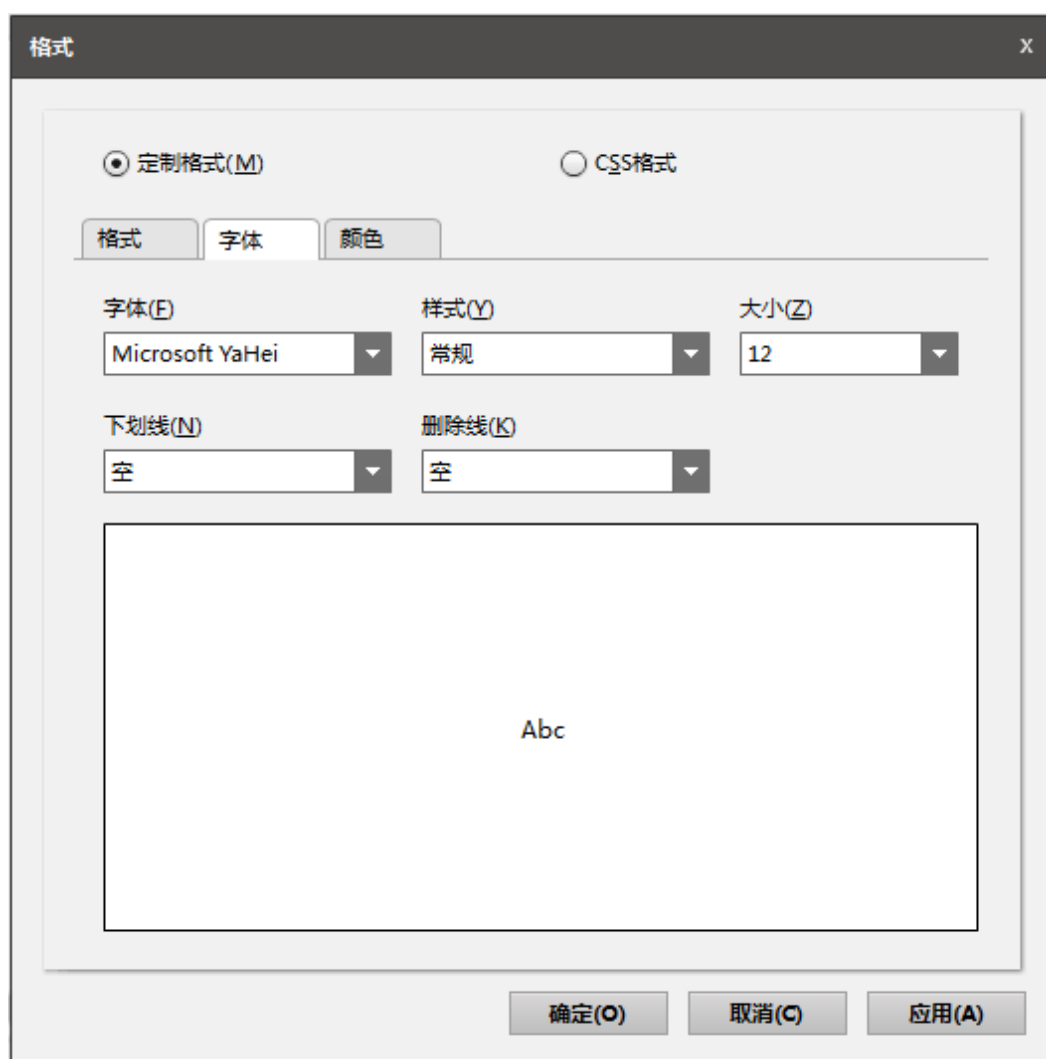 格式 x
定制格式(M) CSS格式
格式 字体 颜色
字体(F) 样式(Y) 大小(Z)
Microsoft YaHei 常规 12
下划线(N) 删除线(K)
空 空
Abc
确定(O) 取消(C) 应用(A)